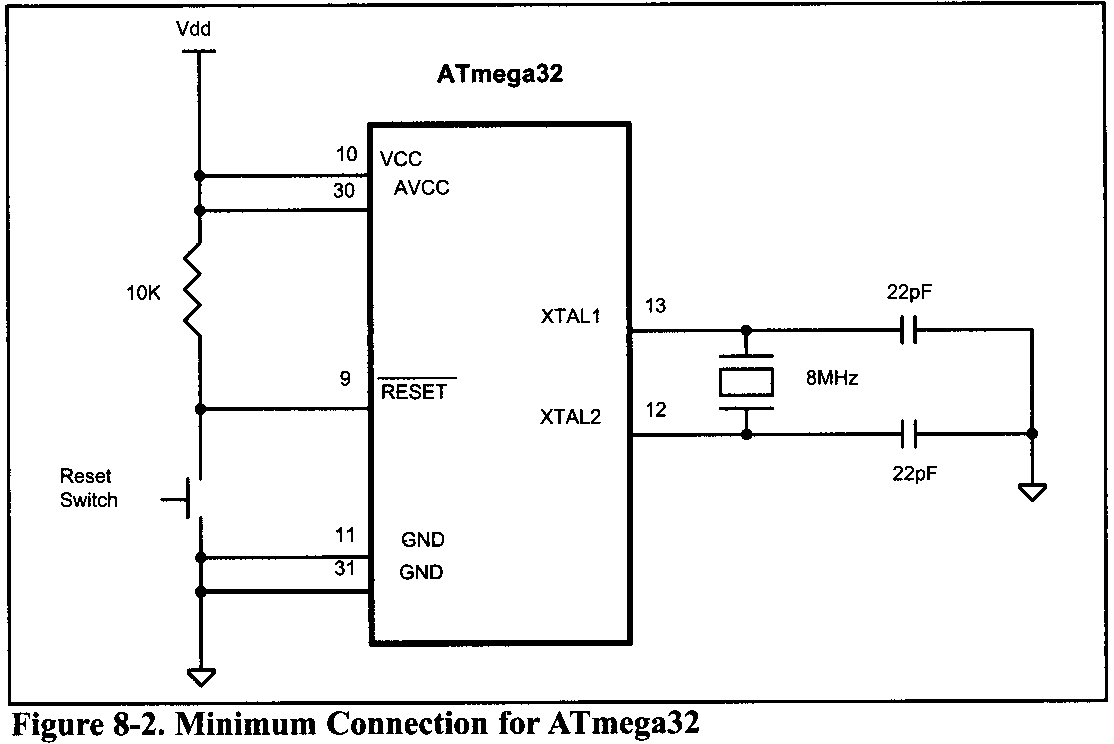 Vdd
ATmega32
10
VCC
30
AVCC
10K
XTAL1
13
22pF
9
RESET
8MHz
XTAL2
12
Reset
Switch
22pF
11
GND
31
GND
Figure 8-2. Minimum Connection for ATmega32